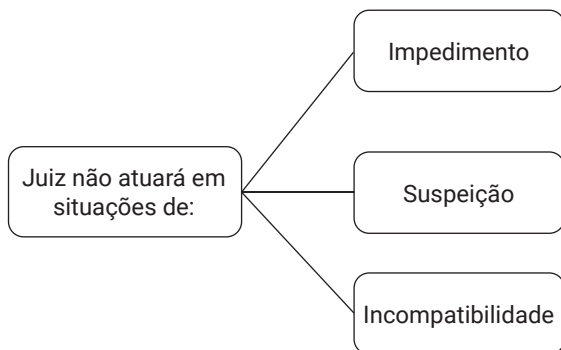 Impedimento
Juiz não atuará em
situações de:
Suspeição
Incompatibilidade